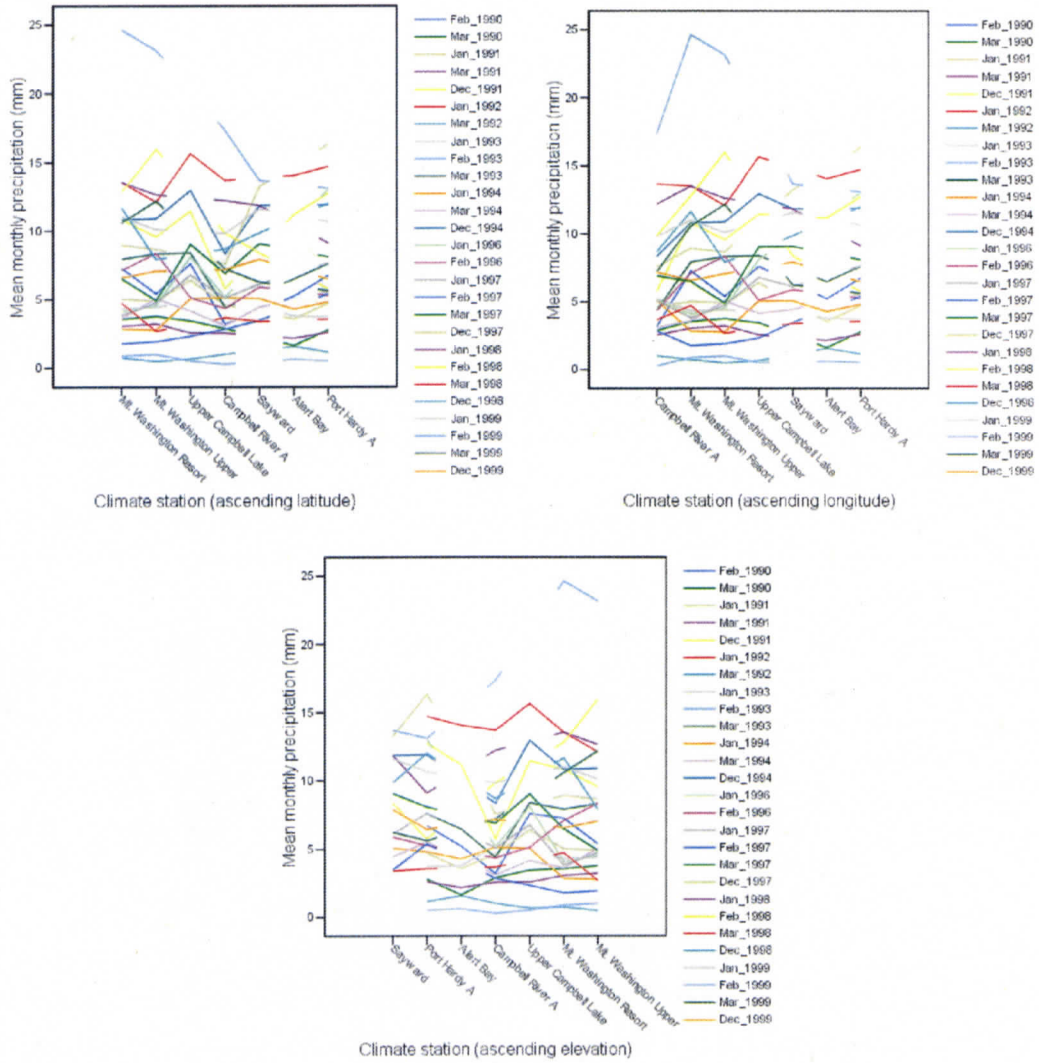 25
20
15
10
5
0
Mean monthly precipitation (mm)
Mt. Washington Resort
Mt. Washington Upper
Upper Campbell Lake
Campbell River A
Sayward
Alert Bay
Port Hardy A
Climate station (ascending latitude)
Feb_1990
Mar_1990
Jan_1991
Mar_1991
Dec_1991
Jan_1992
Mar_1992
Jan_1993
Feb_1993
Mar_1993
Jan_1994
Mar_1994
Dec_1994
Jan_1996
Feb_1996
Jan_1997
Feb_1997
Mar_1997
Dec_1997
Jan_1998
Feb_1998
Mar_1998
Dec_1998
Jan_1999
Feb_1999
Mar_1999
Dec_1999
25
20
15
10
5
0
Mean monthly precipitation (mm)
Campbell River A
Mt. Washington Resort
Mt. Washington Upper
Upper Campbell Lake
Sayward
Alert Bay
Port Hardy A
Climate station (ascending longitude)
Feb_1990
Mar_1990
Jan_1991
Mar_1991
Dec_1991
Jan_1992
Mar_1992
Jan_1993
Feb_1993
Mar_1993
Jan_1994
Mar_1994
Dec_1994
Jan_1996
Feb_1996
Jan_1997
Feb_1997
Mar_1997
Dec_1997
Jan_1998
Feb_1998
Mar_1998
Dec_1998
Jan_1999
Feb_1999
Mar_1999
Dec_1999
25
20
15
10
5
0
Mean monthly precipitation (mm)
Sayward
Port Hardy A
Alert Bay
Campbell River A
Upper Campbell Lake
Mt. Washington Resort
Mt. Washington Upper
Climate station (ascending elevation)
Feb_1990
Mar_1990
Jan_1991
Mar_1991
Dec_1991
Jan_1992
Mar_1992
Jan_1993
Feb_1993
Mar_1993
Jan_1994
Mar_1994
Dec_1994
Jan_1996
Feb_1996
Jan_1997
Feb_1997
Mar_1997
Dec_1997
Jan_1998
Feb_1998
Mar_1998
Dec_1998
Jan_1999
Feb_1999
Mar_1999
Dec_1999